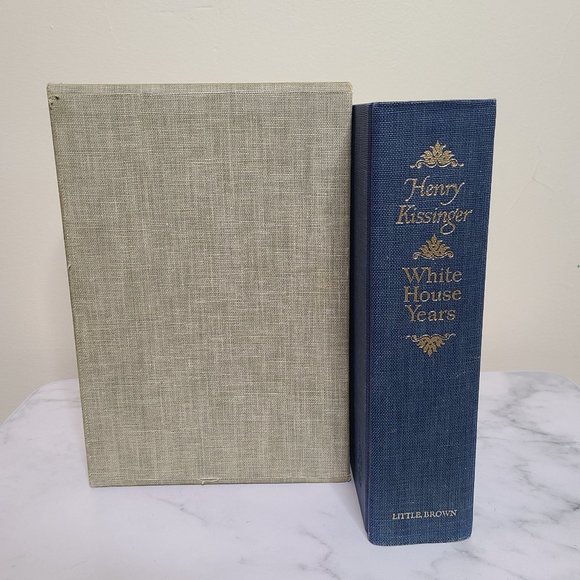 Henry
Kissinger
White
House
Years
LITTLE, BROWN